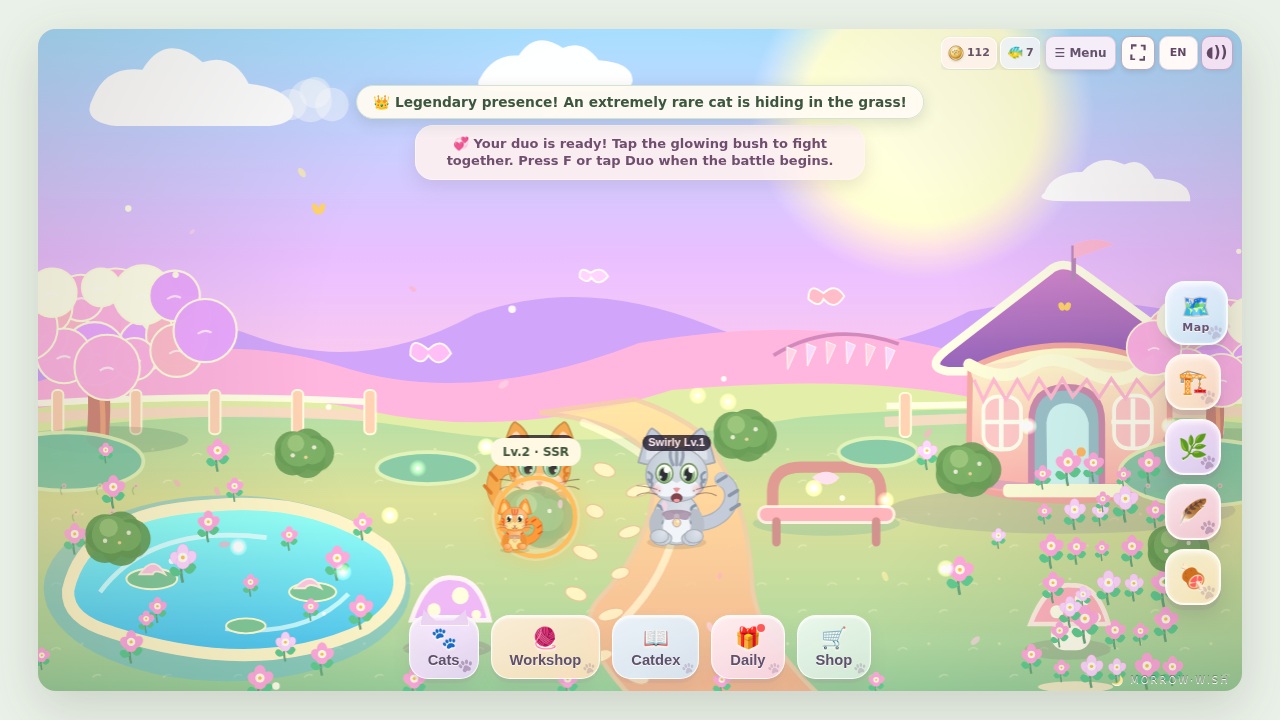 112
7
☰ Menu
EN
👑 Legendary presence! An extremely rare cat is hiding in the grass!
💞 Your duo is ready! Tap the glowing bush to fight
together. Press F or tap Duo when the battle begins.
Map
Swirly Lv.1
Lv.2 · SSR
Cats
Workshop
Catdex
Daily
Shop
MORROW·WISH